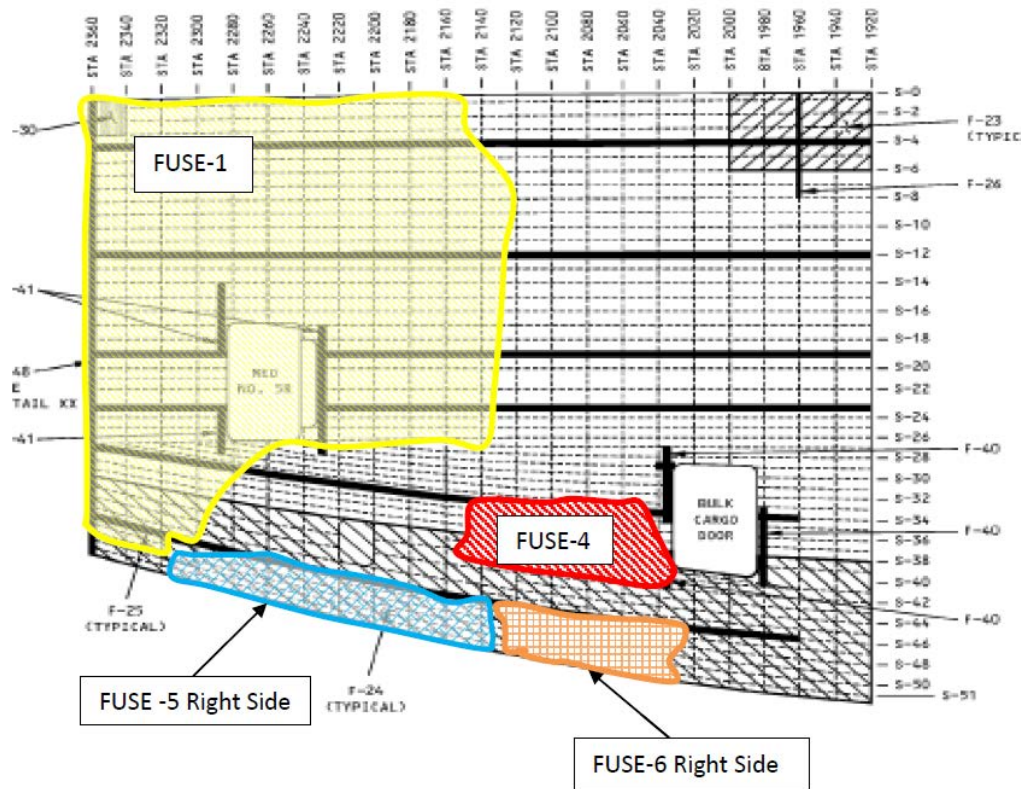 STA 2360
STA 2340
STA 2320
STA 2300
STA 2280
STA 2260
STA 2240
STA 2220
STA 2200
STA 2180
STA 2160
STA 2140
STA 2120
STA 2100
STA 2080
STA 2060
STA 2040
STA 2020
STA 2000
STA 1980
STA 1960
STA 1940
STA 1920
S-0
S-2
S-4
S-6
S-8
S-10
S-12
S-14
S-16
S-18
S-20
S-22
S-24
S-26
S-28
S-30
S-32
S-34
S-36
S-38
S-40
S-42
S-44
S-46
S-48
S-50
S-51
F-23
(TYPIC
F-26
F-40
F-40
F-40
-30
-41
48
E
TAIL XX
-41
FUSE-1
NO. 5R
BULK
CARGO
DOOR
FUSE-4
F-25
(TYPICAL)
F-24
(TYPICAL)
FUSE -5 Right Side
FUSE-6 Right Side